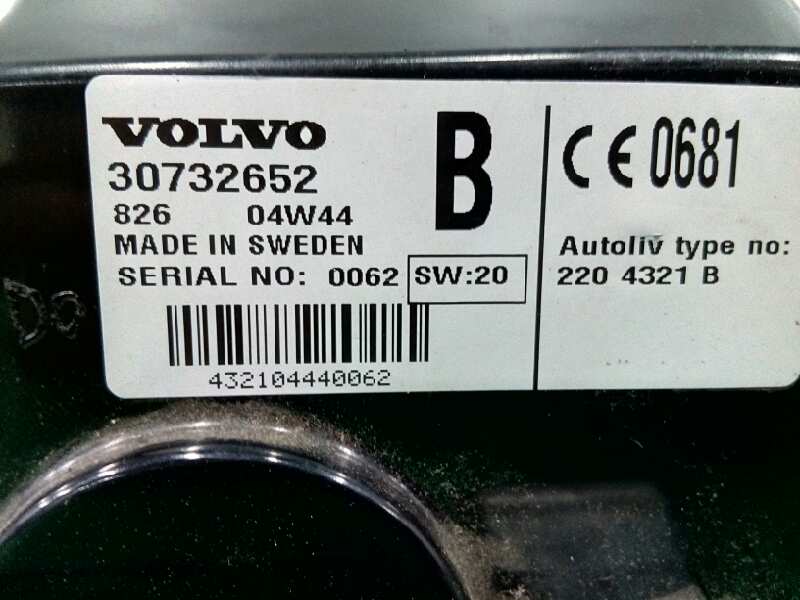 VOLVO
30732652
826 04W44
B
MADE IN SWEDEN
SERIAL NO: 0062 SW:20
432104440062
CE 0681
Autoliv type no:
220 4321 B